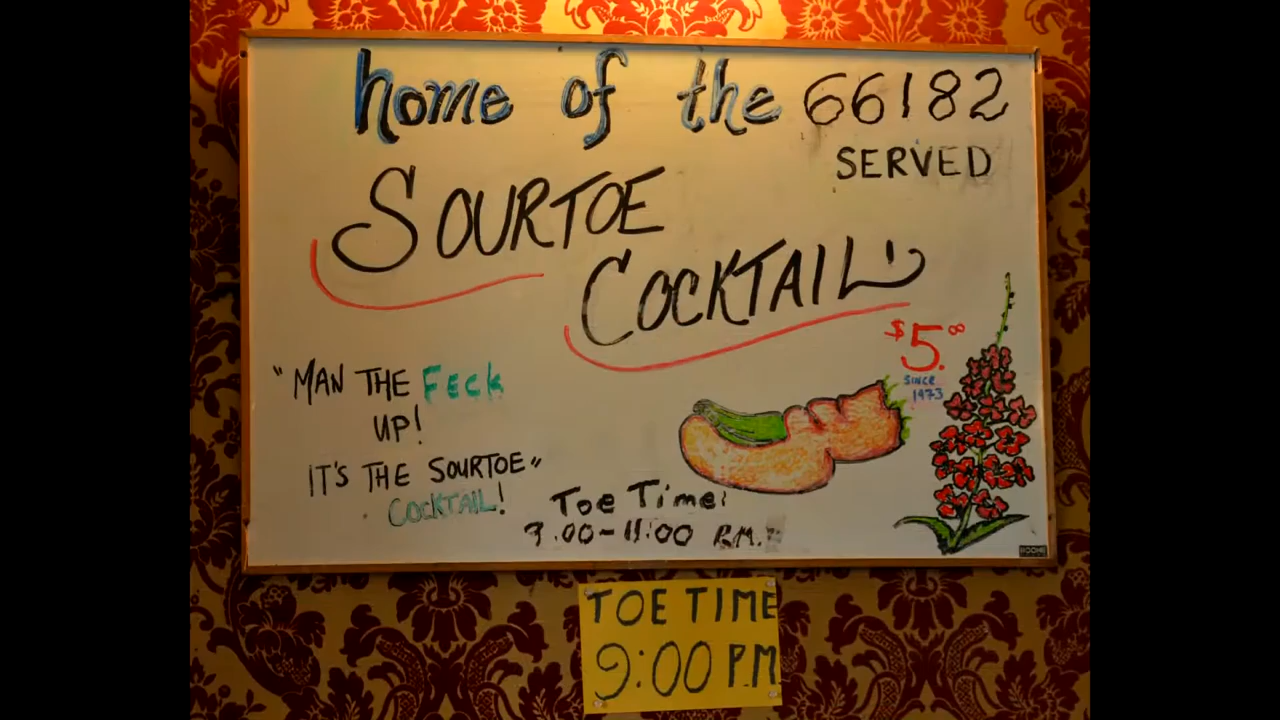 home of the 66182
SERVED
SOURTOE
COCKTAIL
$5.00
SINCE
1973
"MAN THE FECK
UP!
IT'S THE SOURTOE"
COCKTAIL!
Toe Time:
9:00-11:00 P.M.
TOE TIME
9:00 P.M